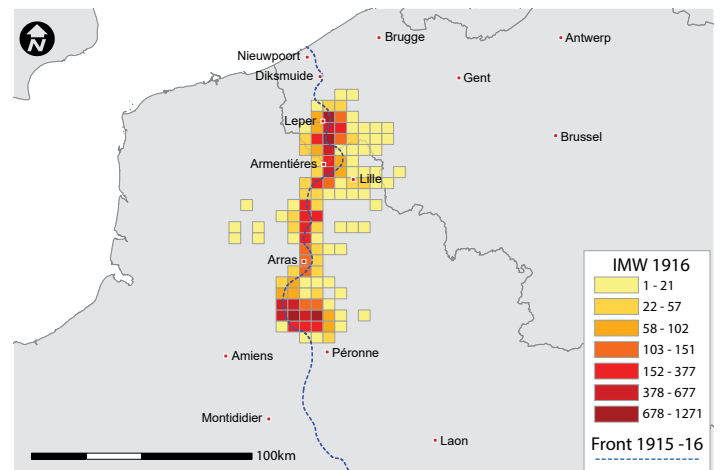 N
Brugge
Antwerp
Nieuwpoort
Diksmuide
Gent
Leper
Brussel
Armentiéres
Lille
Arras
Amiens
Péronne
Montididier
Laon
100km
IMW 1916
1 - 21
22 - 57
58 - 102
103 - 151
152 - 377
378 - 677
678 - 1271
Front 1915 -16